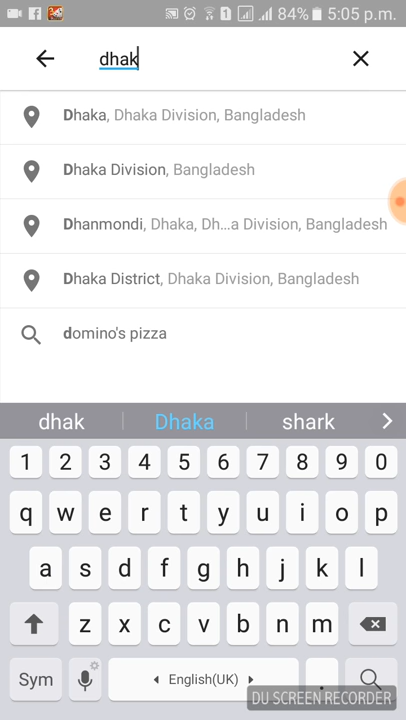 84% 5:05 p.m.
dhak
Dhaka, Dhaka Division, Bangladesh
Dhaka Division, Bangladesh
Dhanmondi, Dhaka, Dh...a Division, Bangladesh
Dhaka District, Dhaka Division, Bangladesh
domino's pizza
dhak Dhaka shark
1 2 3 4 5 6 7 8 9 0
q w e r t y u i o p
a s d f g h j k l
z x c v b n m
Sym English(UK) .
DU SCREEN RECORDER